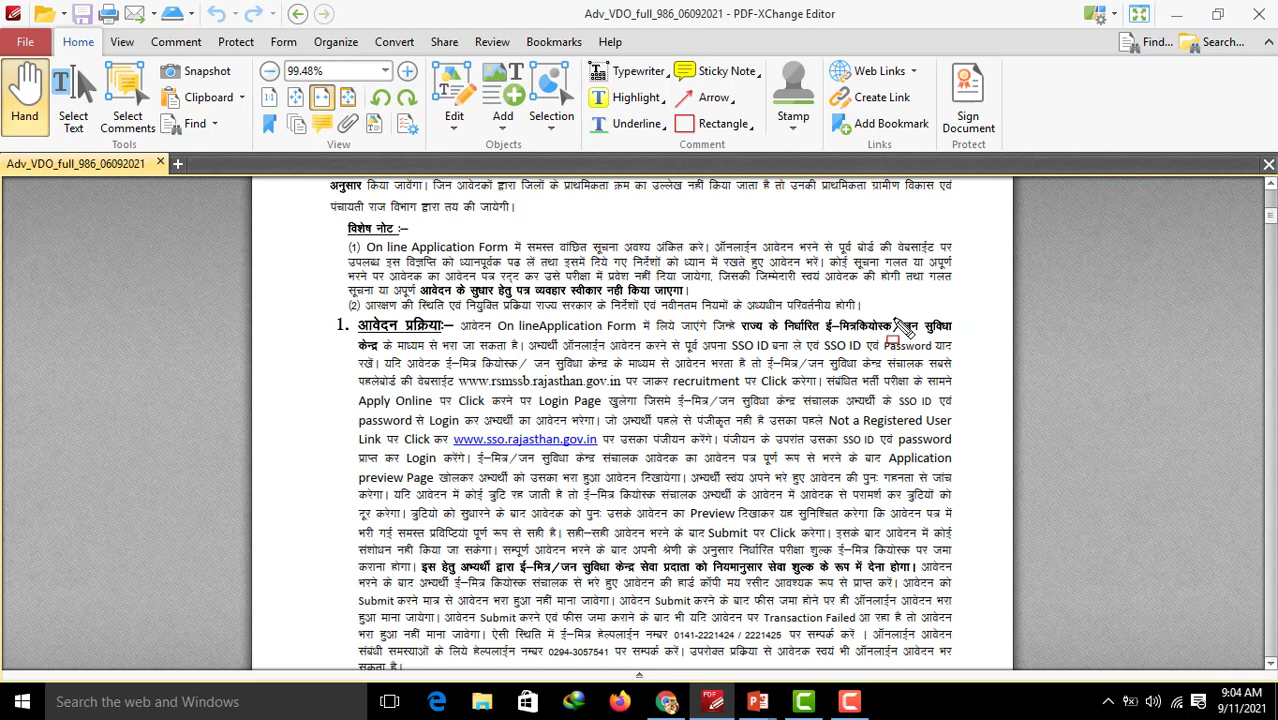 Adv_VDO_full_986_06092021 - PDF-XChange Editor
File Home View Comment Protect Form Organize Convert Share Review Bookmarks Help Find... Search...
Hand
Select Text
Select Comments
Snapshot
Clipboard
Find
Tools
99.48%
View
Edit
Add
Selection
Objects
Typewriter
Highlight
Underline
Sticky Note
Arrow
Rectangle
Stamp
Comment
Web Links
Create Link
Add Bookmark
Links
Sign Document
Protect
Adv_VDO_full_986_06092021
अनुसार किया जावेंगा। जिन आवेदकों द्वारा जिलों के प्राथमिकता क्रम का उल्लेख नहीं किया जाता है तो उनकी प्राथमिकता ग्रामीण विकास एवं
पंचायती राज विभाग द्वारा तय की जायेगी।
विशेष नोट :–
(1) On line Application Form में समस्त वांछित सूचना अवश्य अंकित करे। ऑनलाईन आवेदन भरने से पूर्व बोर्ड की वेबसाईट पर
उपलब्ध इस विज्ञप्ति को ध्यानपूर्वक पढ लें तथा इसमें दिये गए निर्देशों को ध्यान में रखते हुए आवेदन भरें। कोई सूचना गलत या अपूर्ण
भरने पर आवेदक का आवेदन पत्र रद्द कर उसे परीक्षा में प्रवेश नहीं दिया जायेगा, जिसकी जिम्मेदारी स्वयं आवेदक की होगी तथा गलत
सूचना या अपूर्ण आवेदन के सुधार हेतु पत्र व्यवहार स्वीकार नही किया जाएगा।
(2) आरक्षण की स्थिति एवं नियुक्ति प्रक्रिया राज्य सरकार के निर्देशों एवं नवीनतम नियमों के अध्यधीन परिवर्तनीय होगी।
1. आवेदन प्रक्रियाः– आवेदन On lineApplication Form में लिये जाएंगे जिन्हे राज्य के निर्धारित ई–मित्रकियोस्क/ जन सुविधा
केन्द्र के माध्यम से भरा जा सकता है। अभ्यर्थी ऑनलाईन आवेदन करने से पूर्व अपना SSO ID बना ले एवं SSO ID एवं Password याद
रखें। यदि आवेदक ई–मित्र कियोस्क/ जन सुविधा केन्द्र के माध्यम से आवेदन भरता है तो ई–मित्र/जन सुविधा केन्द्र संचालक सबसे
पहलेबोर्ड की वेबसाईट www.rsmssb.rajasthan.gov.in पर जाकर recruitment पर Click करेगा। संबंधित भर्ती परीक्षा के सामने
Apply Online पर Click करने पर Login Page खुलेगा जिसमे ई–मित्र/जन सुविधा केन्द्र संचालक अभ्यर्थी के SSO ID एवं
password से Login कर अभ्यर्थी का आवेदन भरेगा। जो अभ्यर्थी पहले से पंजीकृत नही है उसका पहले Not a Registered User
Link पर Click कर www.sso.rajasthan.gov.in पर उसका पंजीयन करेंगे। पंजीयन के उपरांत उसका SSO ID एवं password
प्राप्त कर Login करेंगे। ई–मित्र/जन सुविधा केन्द्र संचालक आवेदक का आवेदन पत्र पूर्ण रूप से भरने के बाद Application
preview Page खोलकर अभ्यर्थी को उसका भरा हुआ आवेदन दिखायेगा। अभ्यर्थी स्वंय अपने भरे हुए आवेदन की पुनः गहनता से जांच
करेगा। यदि आवेदन में कोई त्रुटि रह जाती है तो ई–मित्र कियोस्क संचालक अभ्यर्थी के आवेदन में आवेदक से परामर्श कर त्रुटियों को
दूर करेगा। त्रुटियो को सुधारने के बाद आवेदक को पुनः उसके आवेदन का Preview दिखाकर यह सुनिश्चित करेगा कि आवेदन पत्र में
भरी गई समस्त प्रविष्टियां पूर्ण रूप से सही है। सही–सही आवेदन भरने के बाद Submit पर Click करेगा। इसके बाद आवेदन में कोई
संशोधन नही किया जा सकेगा। सम्पूर्ण आवेदन भरने के बाद अपनी श्रेणी के अनुसार निर्धारित परीक्षा शुल्क ई–मित्र कियोस्क पर जमा
कराना होगा। इस हेतु अभ्यर्थी द्वारा ई–मित्र/जन सुविधा केन्द्र सेवा प्रदाता को नियमानुसार सेवा शुल्क के रूप में देना होगा। आवेदन
भरने के बाद अभ्यर्थी ई–मित्र कियोस्क संचालक से भरे हुए आवेदन की हार्ड कॉपी मय रसीद आवश्यक रूप से प्राप्त करें। आवेदन को
Submit करने मात्र से आवेदन भरा हुआ नहीं माना जावेगा। आवेदन Submit करने के बाद फीस जमा होने पर ही ऑनलाईन आवेदन भरा
हुआ माना जायेगा। आवेदन Submit करने एवं फीस जमा कराने के बाद भी यदि आवेदन पर Transaction Failed आ रहा है तो आवेदन
भरा हुआ नहीं माना जावेगा। ऐसी स्थिति में ई–मित्र हेल्पलाईन नम्बर 0141-2221424 / 2221425 पर सम्पर्क करें । ऑनलाईन आवेदन
संबंधी समस्याओं के लिये हेल्पलाईन नम्बर 0294-3057541 पर सम्पर्क करें। उपरोक्त प्रक्रिया से आवेदक स्वयं भी ऑनलाईन आवेदन भर
सकता है।
Search the web and Windows
9:04 AM
9/11/2021